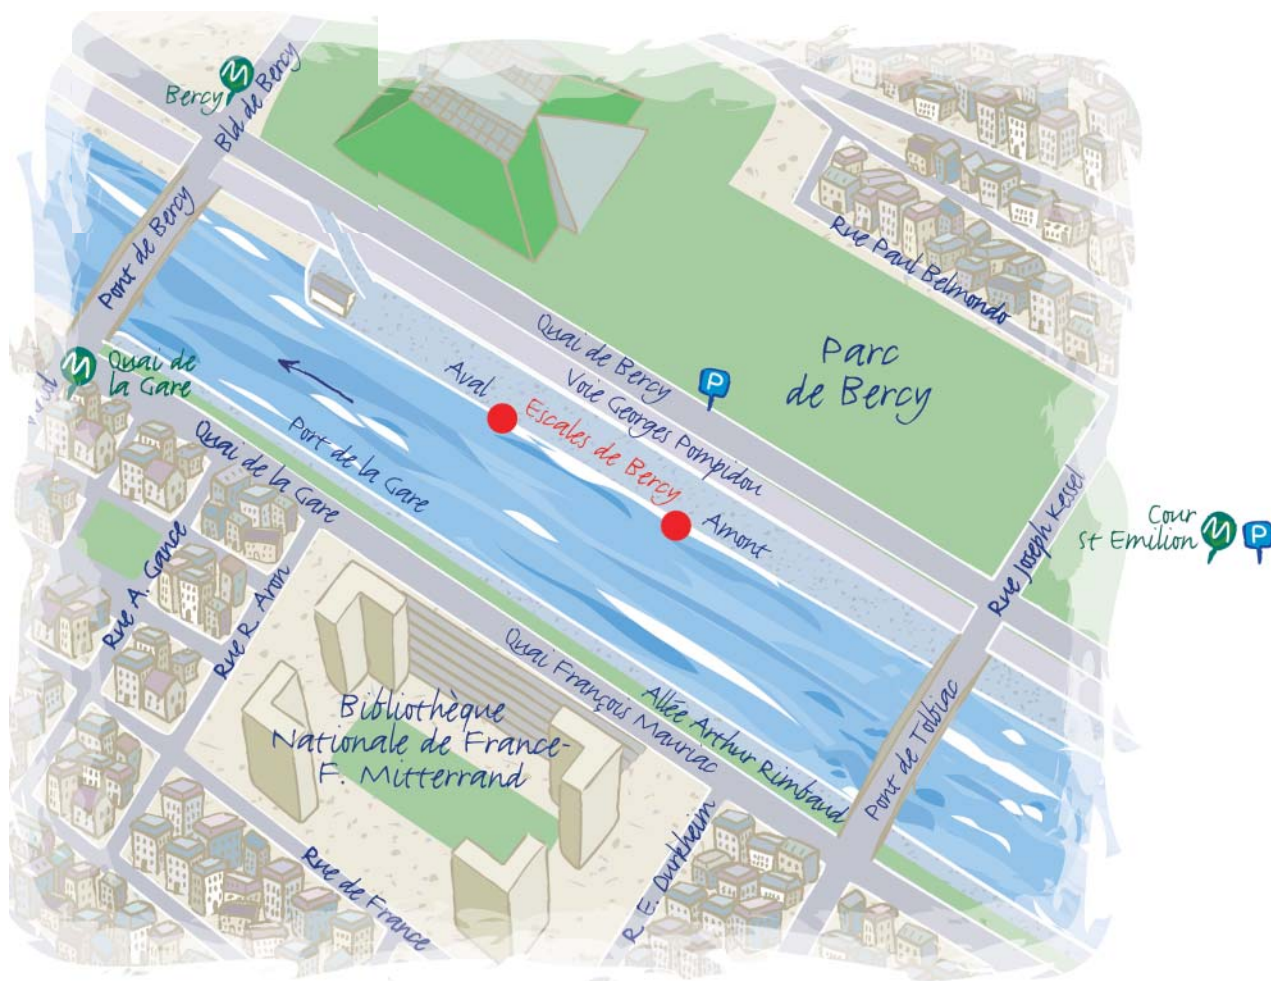 M
Bercy
Bld de Bercy
Pont de Bercy
Rue Paul Belmondo
Quai de Bercy
Voie Georges Pompidou
P
Parc
de Bercy
M
Quai de
la Gare
Aval
Escales de Bercy
Amont
Port de la Gare
Quai de la Gare
Rue Joseph Kessel
Cour
St Emilion
M
P
Rue A. Gance
Rue R. Aron
Quai François Mauriac
Allée Arthur Rimbaud
Pont de Tolbiac
Bibliothèque
Nationale de France-
F. Mitterrand
Rue de France
R. E. Durkheim